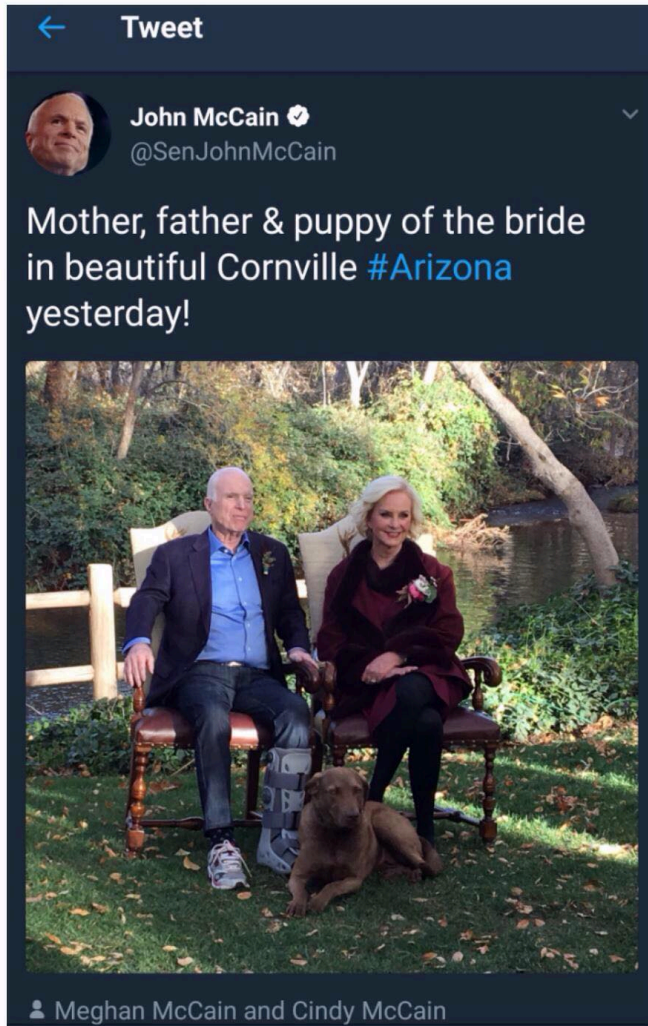 Tweet
John McCain
@SenJohnMcCain
Mother, father & puppy of the bride
in beautiful Cornville #Arizona
yesterday!
Meghan McCain and Cindy McCain